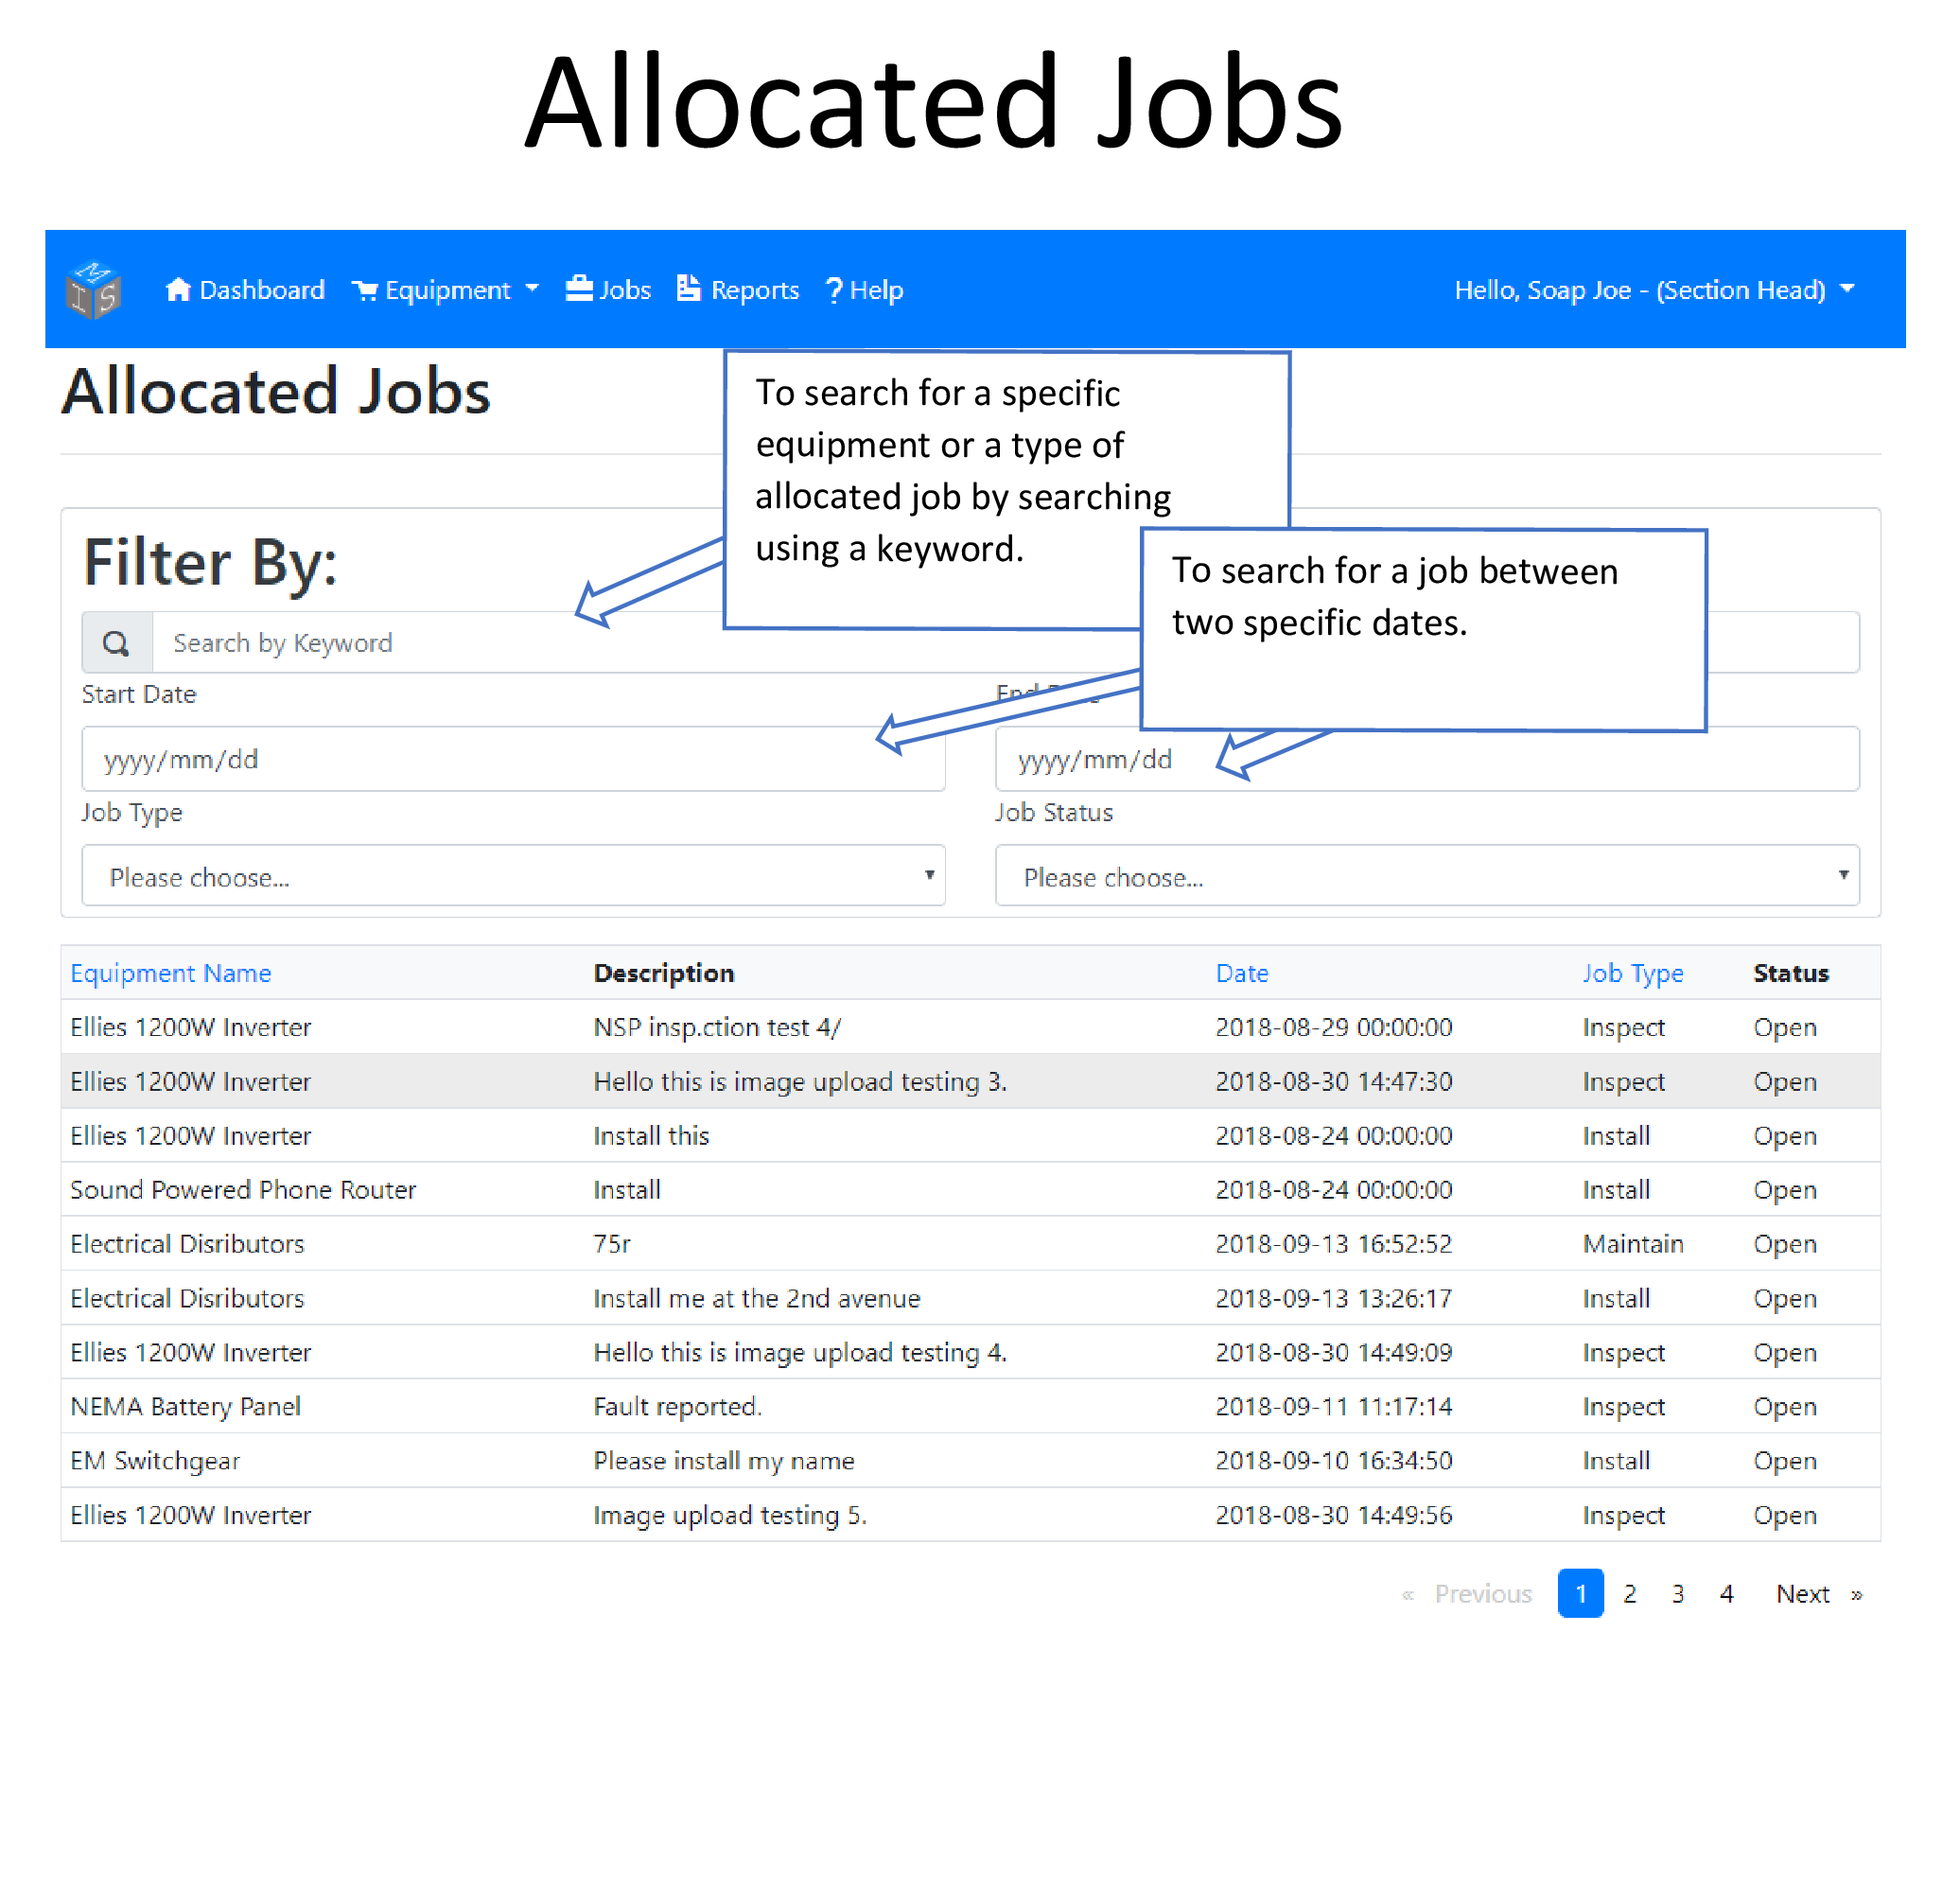 Allocated Jobs
MIS
Dashboard Equipment Jobs Reports ? Help Hello, Soap Joe - (Section Head)
Allocated Jobs
To search for a specific
equipment or a type of
allocated job by searching
using a keyword.
To search for a job between
two specific dates.
Filter By:
Search by Keyword
Start Date End
yyyy/mm/dd yyyy/mm/dd
Job Type Job Status
Please choose... Please choose...
Equipment Name Description Date Job Type Status
Ellies 1200W Inverter NSP insp.ction test 4/ 2018-08-29 00:00:00 Inspect Open
Ellies 1200W Inverter Hello this is image upload testing 3. 2018-08-30 14:47:30 Inspect Open
Ellies 1200W Inverter Install this 2018-08-24 00:00:00 Install Open
Sound Powered Phone Router Install 2018-08-24 00:00:00 Install Open
Electrical Disributors 75r 2018-09-13 16:52:52 Maintain Open
Electrical Disributors Install me at the 2nd avenue 2018-09-13 13:26:17 Install Open
Ellies 1200W Inverter Hello this is image upload testing 4. 2018-08-30 14:49:09 Inspect Open
NEMA Battery Panel Fault reported. 2018-09-11 11:17:14 Inspect Open
EM Switchgear Please install my name 2018-09-10 16:34:50 Install Open
Ellies 1200W Inverter Image upload testing 5. 2018-08-30 14:49:56 Inspect Open
« Previous 1 2 3 4 Next »